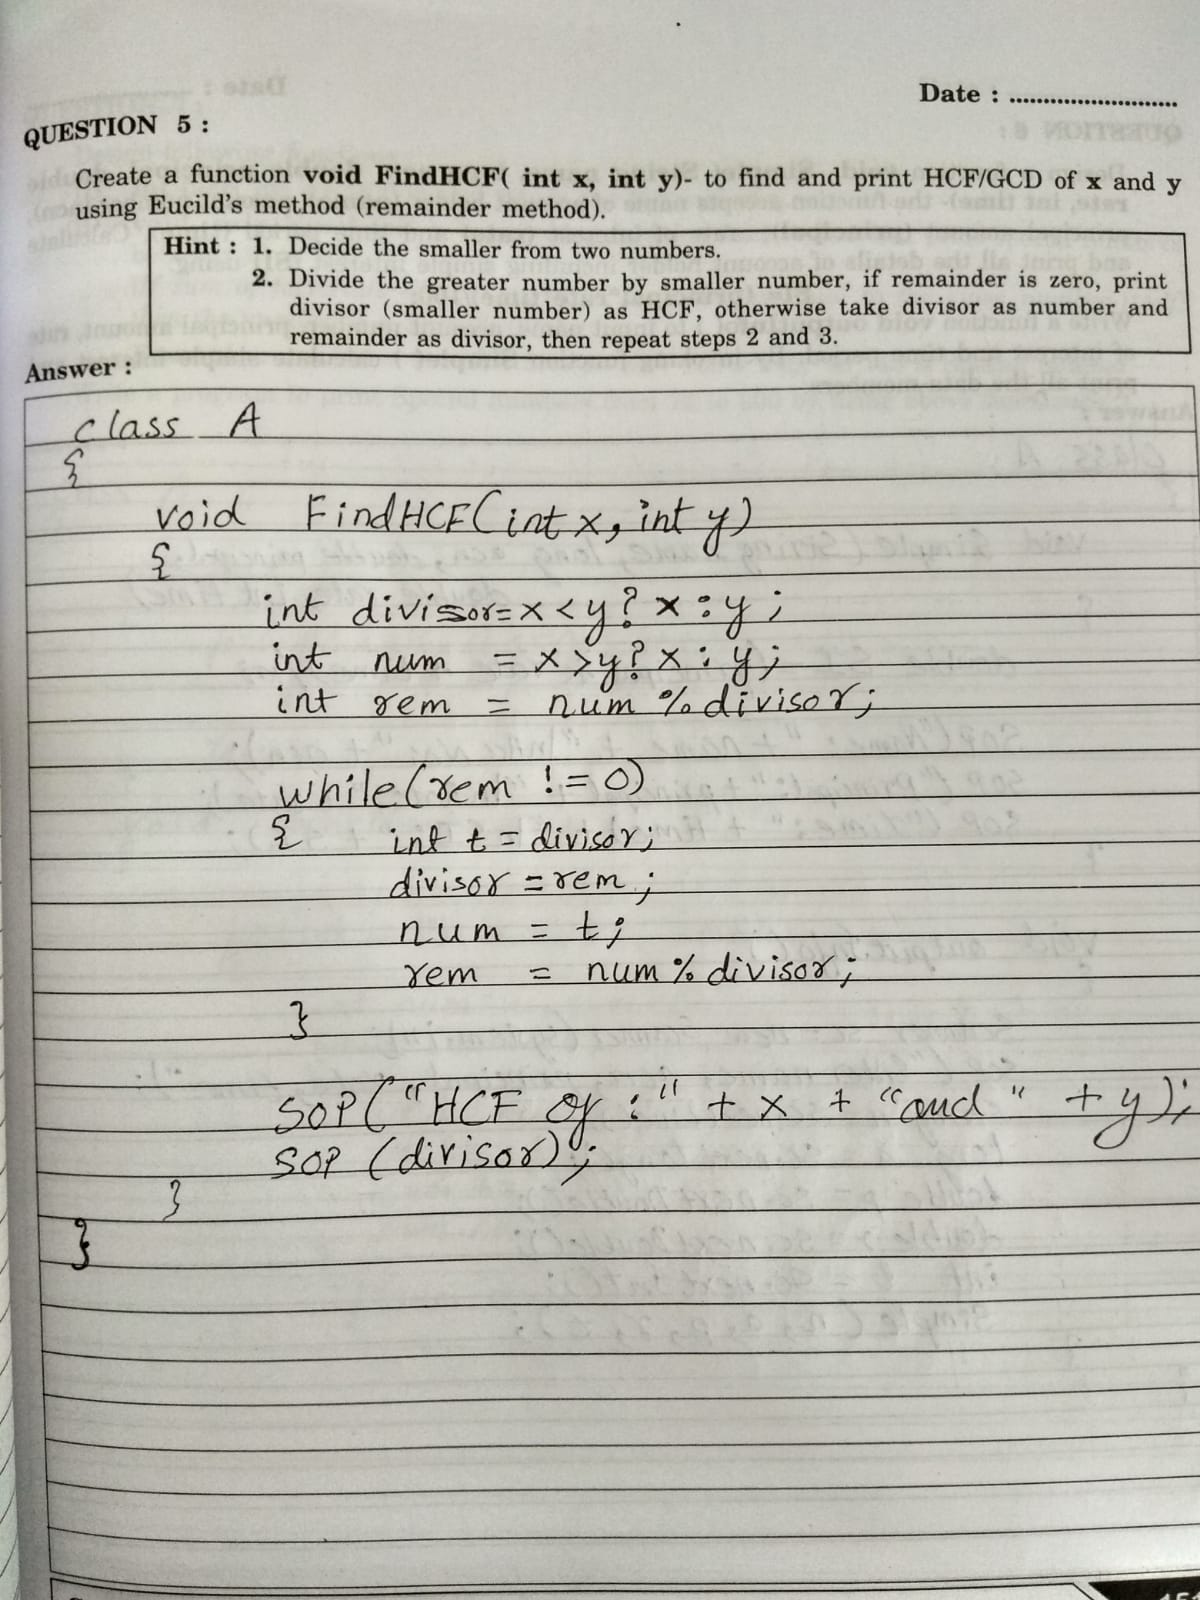 Date : ..........................
QUESTION 5 :
Create a function void FindHCF( int x, int y)- to find and print HCF/GCD of x and y
using Eucild's method (remainder method).
Hint : 1. Decide the smaller from two numbers.
2. Divide the greater number by smaller number, if remainder is zero, print
divisor (smaller number) as HCF, otherwise take divisor as number and
remainder as divisor, then repeat steps 2 and 3.
Answer :
class A
{
void FindHCF(int x, int y)
{
int divisor=x<y?x:y;
int num = x>y?x:y;
int rem = num%divisor;
while(rem != 0)
{ int t = divisor;
divisor = rem;
num = t;
rem = num%divisor;
}
SOP("HCF of :" + x + "and" + y);
SOP (divisor);
}
}